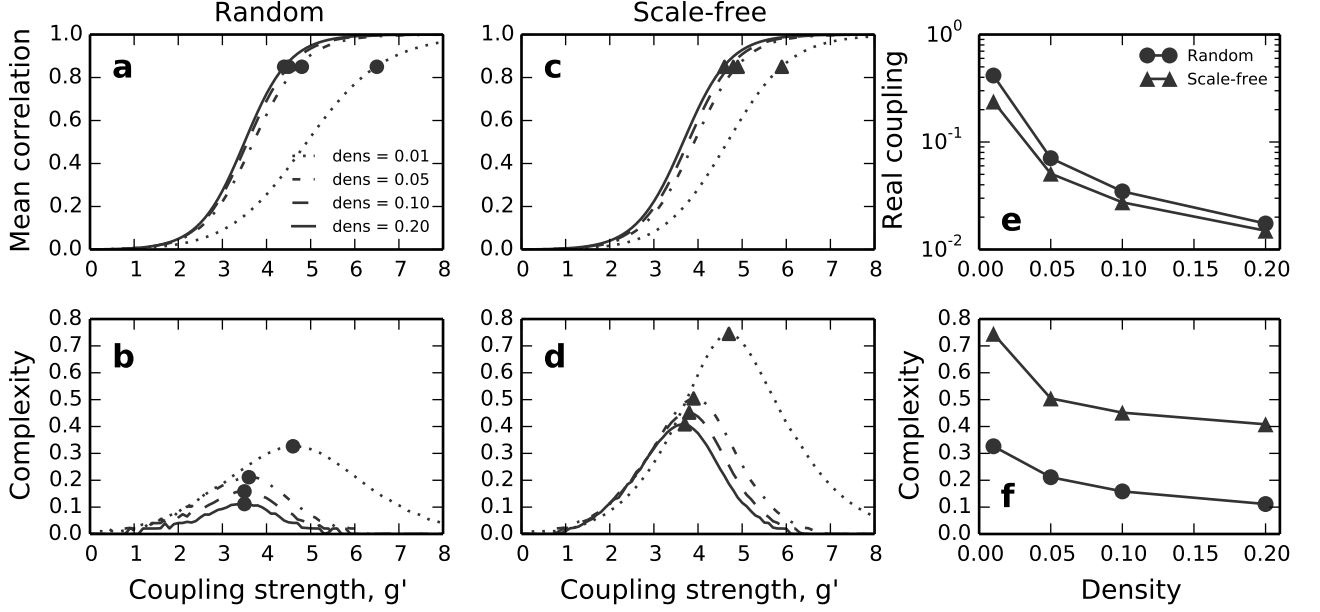 Random
Mean correlation
1.0
0.8
0.6
0.4
0.2
0.0
a
dens = 0.01
dens = 0.05
dens = 0.10
dens = 0.20
0 1 2 3 4 5 6 7 8
Scale-free
1.0
0.8
0.6
0.4
0.2
0.0
c
0 1 2 3 4 5 6 7 8
Real coupling
10^0
10^-1
10^-2
Random
Scale-free
e
0.00 0.05 0.10 0.15 0.20
Complexity
0.8
0.7
0.6
0.5
0.4
0.3
0.2
0.1
0.0
b
0 1 2 3 4 5 6 7 8
Coupling strength, g'
0.8
0.7
0.6
0.5
0.4
0.3
0.2
0.1
0.0
d
0 1 2 3 4 5 6 7 8
Coupling strength, g'
Complexity
0.8
0.7
0.6
0.5
0.4
0.3
0.2
0.1
0.0
f
0.00 0.05 0.10 0.15 0.20
Density